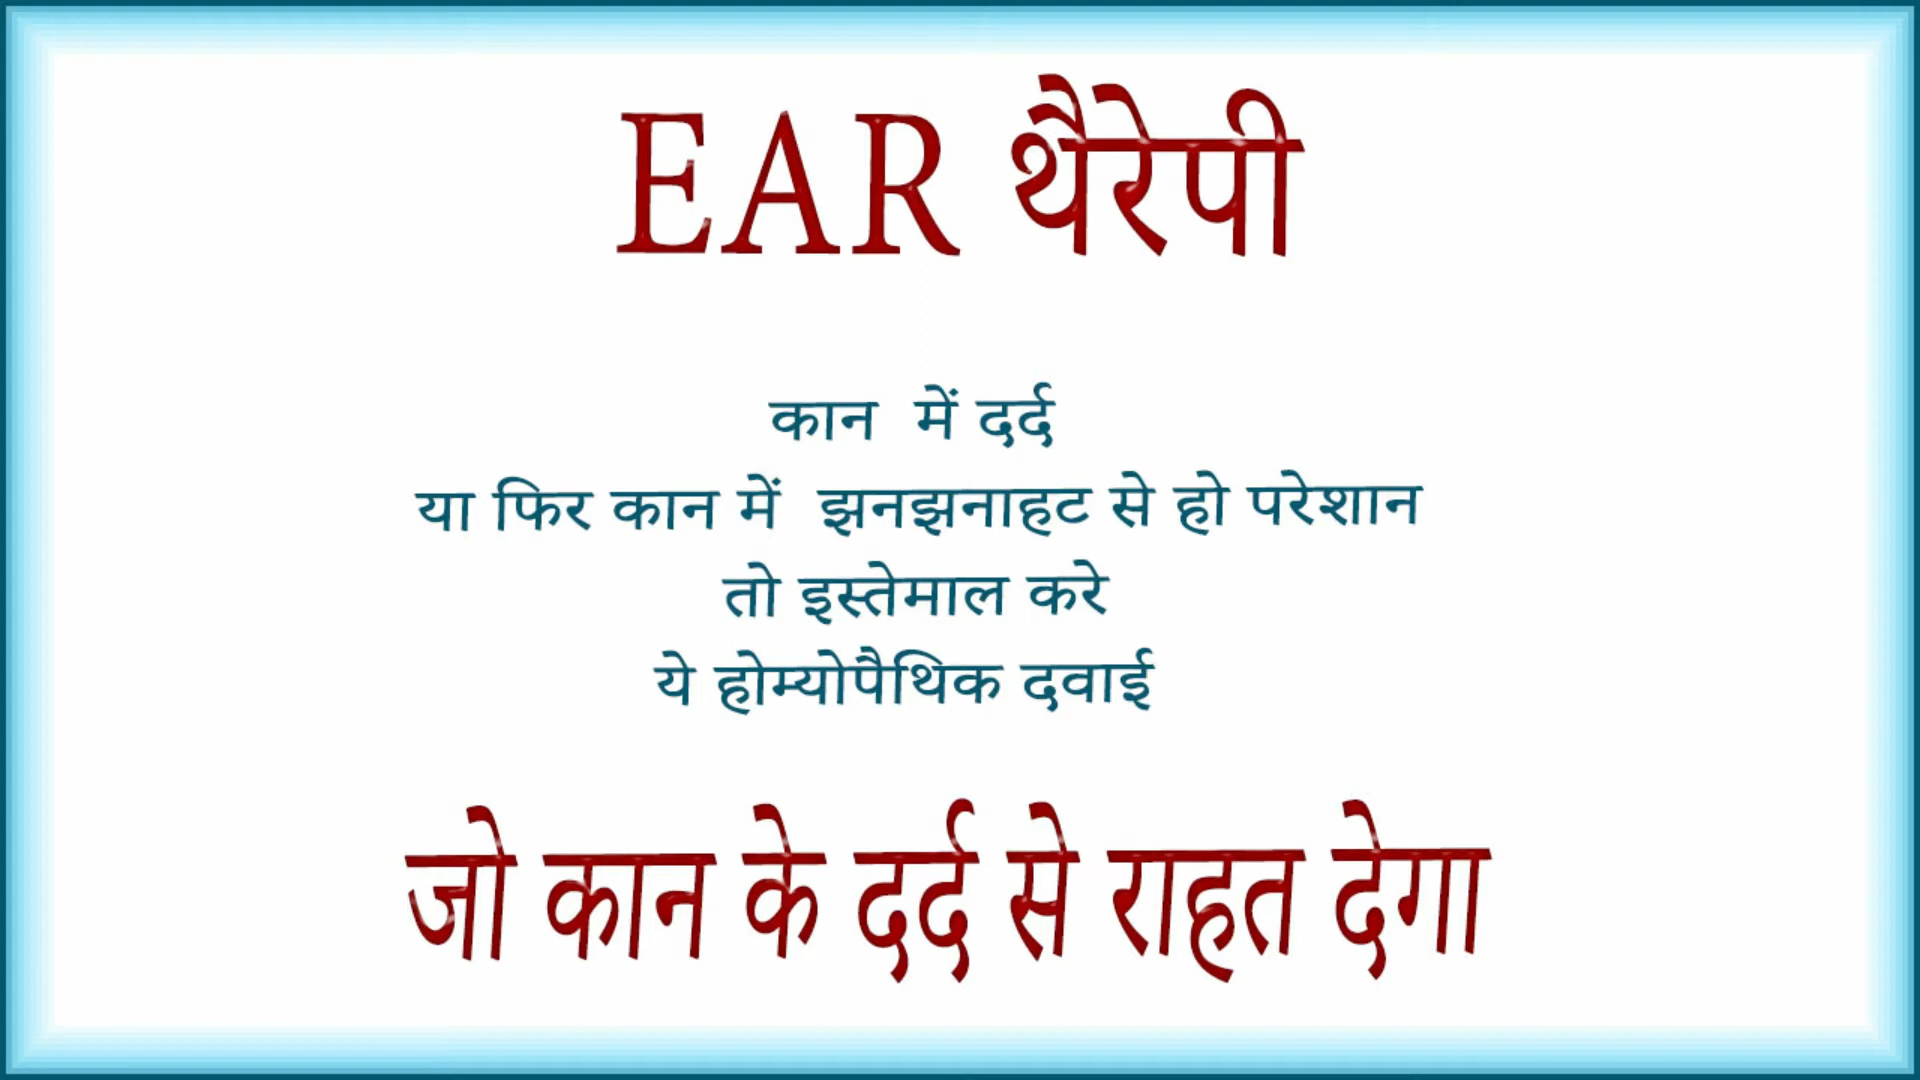 EAR थैरेपी
कान में दर्द
या फिर कान में झनझनाहट से हो परेशान
तो इस्तेमाल करे
ये होम्योपैथिक दवाई
जो कान के दर्द से राहत देगा